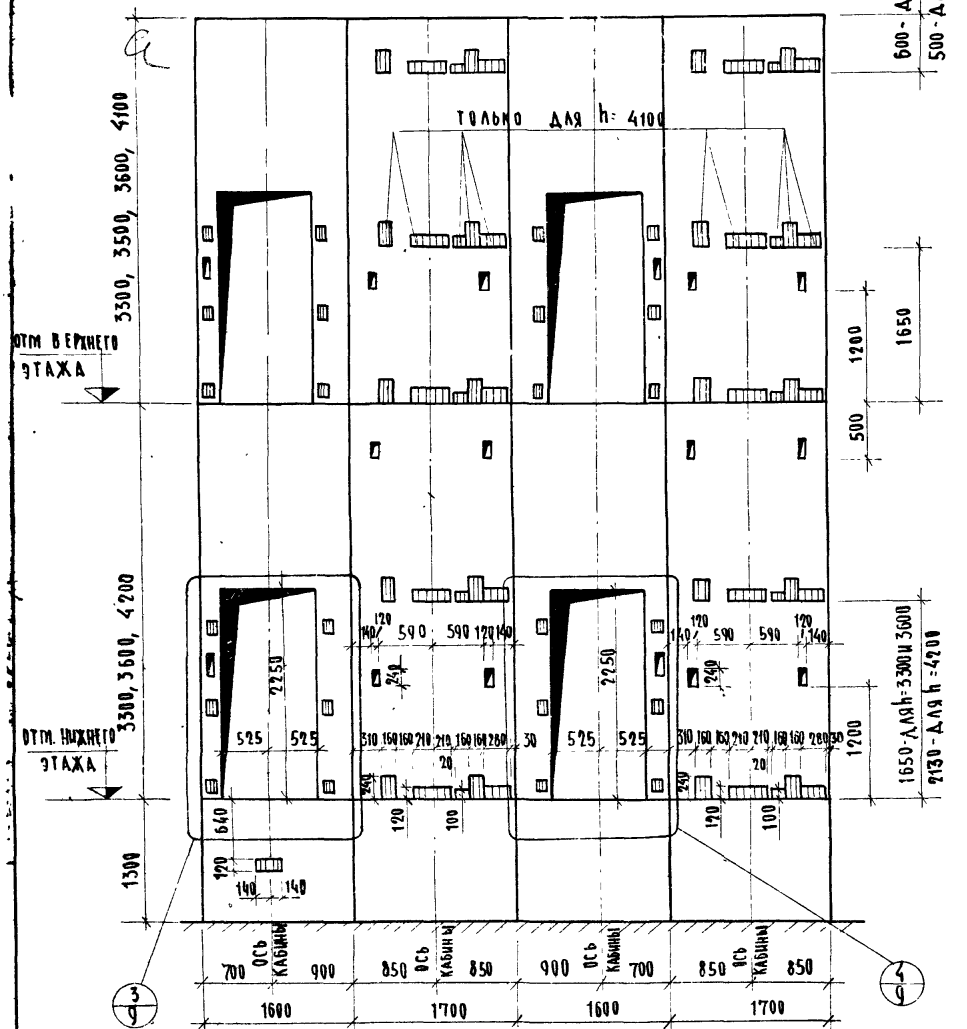 а
600 - Д
500 - Д
ТОЛЬКО ДЛЯ h= 4100
3300, 3500, 3600, 4100
ОТМ ВЕРХНЕГО
ЭТАЖА
1200
1650
500
3300, 3600, 4200
120 120
140 590 590 120 140 140 590 590 140
2250 240 2250 240
ОТМ. НИЖНЕГО
ЭТАЖА
525 525 310 160 160 210 210 160 160 280 30 525 525 310 160 160 210 210 160 160 280 30
20 20
240 240
120 100 120 100
1200
1650-ДЛЯ h=3300 И 3600
2130-ДЛЯ h=4200
640
120
140 140
1300
700 ОСЬ КАБИНЫ 900 850 ОСЬ КАБИНЫ 850 900 ОСЬ КАБИНЫ 700 850 ОСЬ КАБИНЫ 850
1600 1700 1600 1700
3
9
4
9